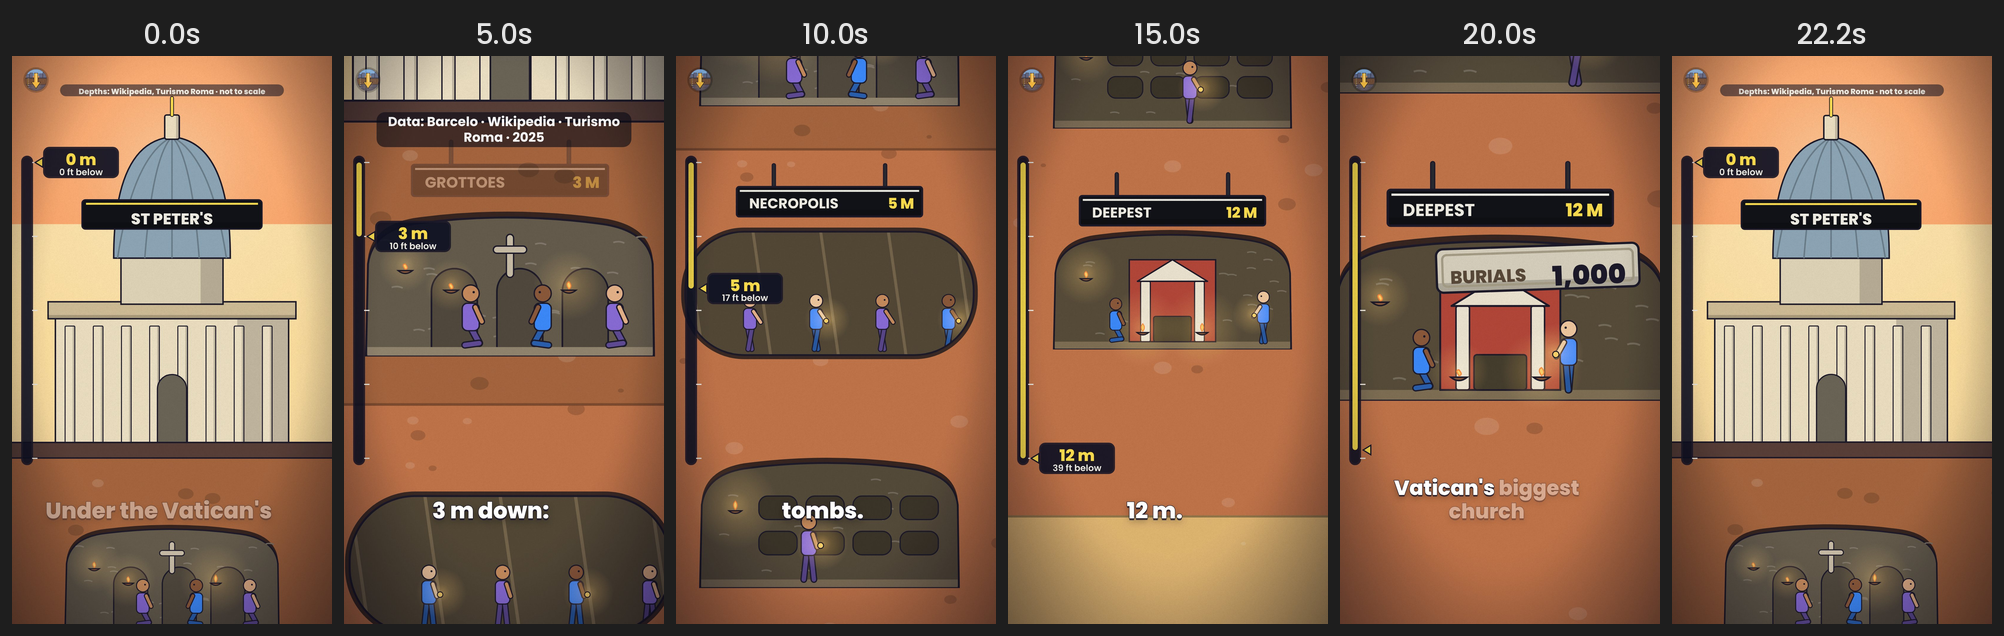 0.0s
Depths: Wikipedia, Turismo Roma · not to scale
0 m
0 ft below
ST PETER'S
Under the Vatican's
5.0s
Data: Barcelo · Wikipedia · Turismo
Roma · 2025
GROTTOES 3 M
3 m
10 ft below
3 m down:
10.0s
NECROPOLIS 5 M
5 m
17 ft below
tombs.
15.0s
DEEPEST 12 M
12 m
39 ft below
12 m.
20.0s
DEEPEST 12 M
BURIALS 1,000
Vatican's biggest
church
22.2s
Depths: Wikipedia, Turismo Roma · not to scale
0 m
0 ft below
ST PETER'S